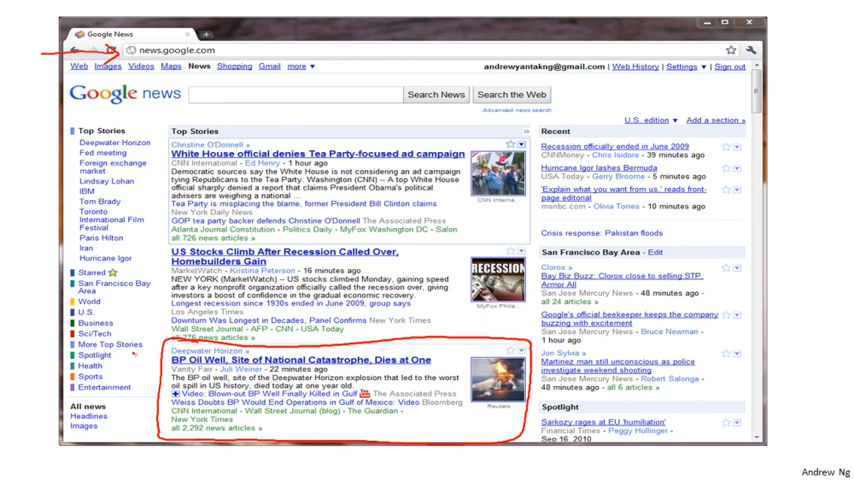 Google News
news.google.com
Web Images Videos Maps News Shopping Gmail more ▼
andrewyantakng@gmail.com | Web History | Settings ▼ | Sign out
Google news
Search News
Search the Web
Advanced news search
U.S. edition ▼ Add a section »
Top Stories
Deepwater Horizon
Fed meeting
Foreign exchange
market
Lindsay Lohan
IBM
Tom Brady
Toronto
International Film
Festival
Paris Hilton
Iran
Hurricane Igor
Starred
San Francisco Bay
Area
World
U.S.
Business
Sci/Tech
More Top Stories
Spotlight
Health
Sports
Entertainment
All news
Headlines
Images
Top Stories
Christine O'Donnell »
White House official denies Tea Party-focused ad campaign
CNN International - Ed Henry - 1 hour ago
Democratic sources say the White House is not considering an ad campaign
tying Republicans to the Tea Party. Washington (CNN) -- A top White House
official sharply denied a report that claims President Obama's political
advisers are weighing a national ...
Tea Party is misplacing the blame, former President Bill Clinton claims
New York Daily News
GOP tea party backer defends Christine O'Donnell The Associated Press
Atlanta Journal Constitution - Politics Daily - MyFox Washington DC - Salon
all 726 news articles »
CNN Interna...
US Stocks Climb After Recession Called Over,
Homebuilders Gain
MarketWatch - Kristina Peterson - 16 minutes ago
NEW YORK (MarketWatch) -- US stocks climbed Monday, gaining speed
after a key nonprofit organization officially called the recession over, giving
investors a boost of confidence in the gradual economic recovery.
Longest recession since 1930s ended in June 2009, group says
Los Angeles Times
Downturn Was Longest in Decades, Panel Confirms New York Times
Wall Street Journal - AFP - CNN - USA Today
all 276 news articles »
RECESSION
MyFox Phila...
Deepwater Horizon »
BP Oil Well, Site of National Catastrophe, Dies at One
Vanity Fair - Juli Weiner - 22 minutes ago
The BP oil well, site of the Deepwater Horizon explosion that led to the worst
oil spill in US history, died today at one year old.
Video: Blown-out BP Well Finally Killed in Gulf The Associated Press
Weiss Doubts BP Would End Operations in Gulf of Mexico: Video Bloomberg
CNN International - Wall Street Journal (blog) - The Guardian -
New York Times
all 2,292 news articles »
Reuters
Recent
Recession officially ended in June 2009
CNNMoney - Chris Isidore - 39 minutes ago
Hurricane Igor lashes Bermuda
USA Today - Gerry Broome - 5 minutes ago
'Explain what you want from us,' reads front-
page editorial
msnbc.com - Olivia Torres - 10 minutes ago
Crisis response: Pakistan floods
San Francisco Bay Area - Edit
Clorox »
Bay Biz Buzz: Clorox close to selling STP,
Armor All
San Jose Mercury News - 48 minutes ago -
all 24 articles »
Google's official beekeeper keeps the company
buzzing with excitement
San Jose Mercury News - Bruce Newman -
1 hour ago
Jon Sylvia »
Martinez man still unconscious as police
investigate weekend shooting
San Jose Mercury News - Robert Salonga -
48 minutes ago - all 6 articles »
Spotlight
Sarkozy rages at EU 'humiliation'
Financial Times - Peggy Hollinger -
Sep 16, 2010
Andrew Ng